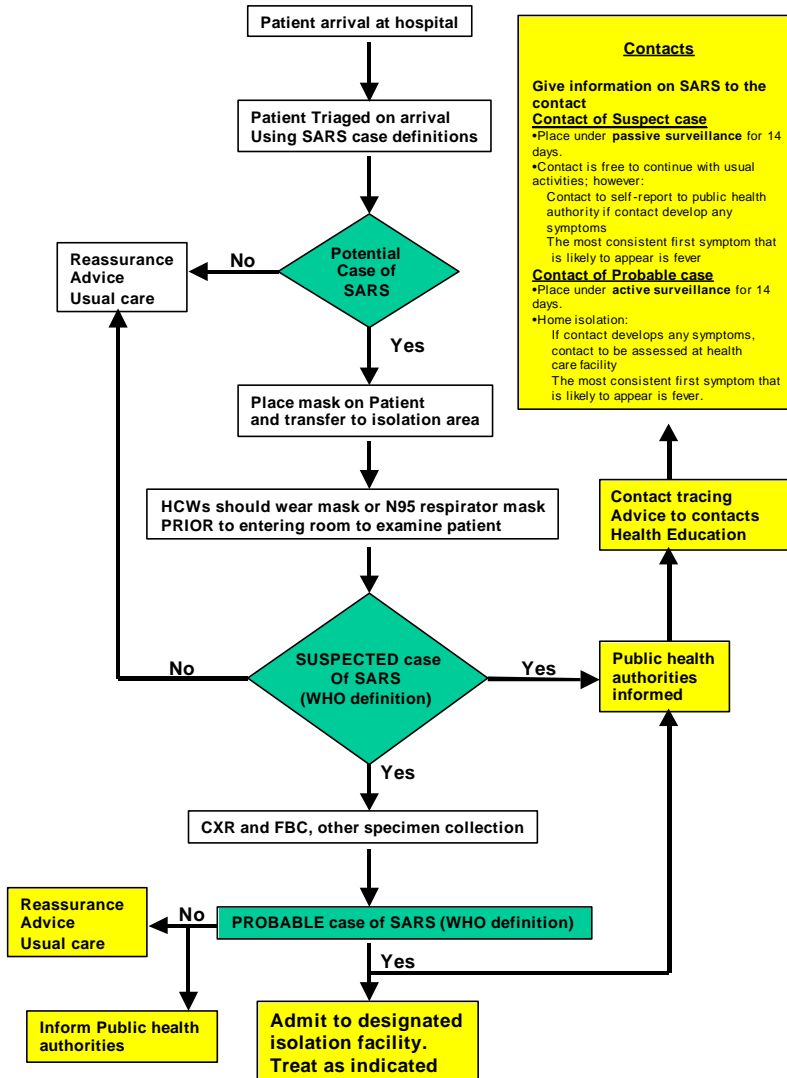 Patient arrival at hospital
Patient Triaged on arrival
Using SARS case definitions
Potential
Case of
SARS
No
Reassurance
Advice
Usual care
Yes
Place mask on Patient
and transfer to isolation area
HCWs should wear mask or N95 respirator mask
PRIOR to entering room to examine patient
SUSPECTED case
Of SARS
(WHO definition)
No
Yes
Yes
CXR and FBC, other specimen collection
PROBABLE case of SARS (WHO definition)
No
Reassurance
Advice
Usual care
Inform Public health
authorities
Yes
Admit to designated
isolation facility.
Treat as indicated
Public health
authorities
informed
Contact tracing
Advice to contacts
Health Education
Contacts
Give information on SARS to the
contact
Contact of Suspect case
•Place under passive surveillance for 14
days.
•Contact is free to continue with usual
activities; however:
Contact to self-report to public health
authority if contact develop any
symptoms
The most consistent first symptom that
is likely to appear is fever
Contact of Probable case
•Place under active surveillance for 14
days.
•Home isolation:
If contact develops any symptoms,
contact to be assessed at health
care facility
The most consistent first symptom that
is likely to appear is fever.